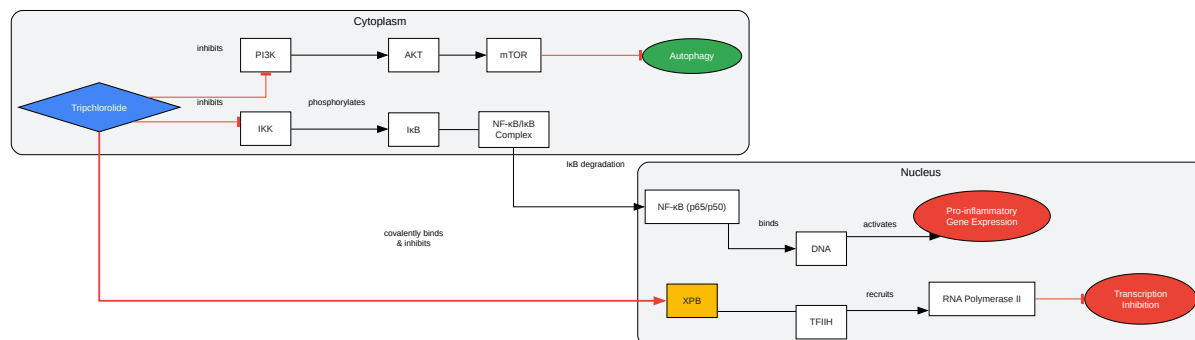 Cytoplasm
inhibits
PI3K
AKT
mTOR
Autophagy
Tripchlorolide
inhibits
phosphorylates
IKK
IκB
NF-κB/IκB
Complex
IκB degradation
Nucleus
NF-κB (p65/p50)
binds
DNA
activates
Pro-inflammatory
Gene Expression
covalently binds
& inhibits
XPB
TFIIH
recruits
RNA Polymerase II
Transcription
Inhibition